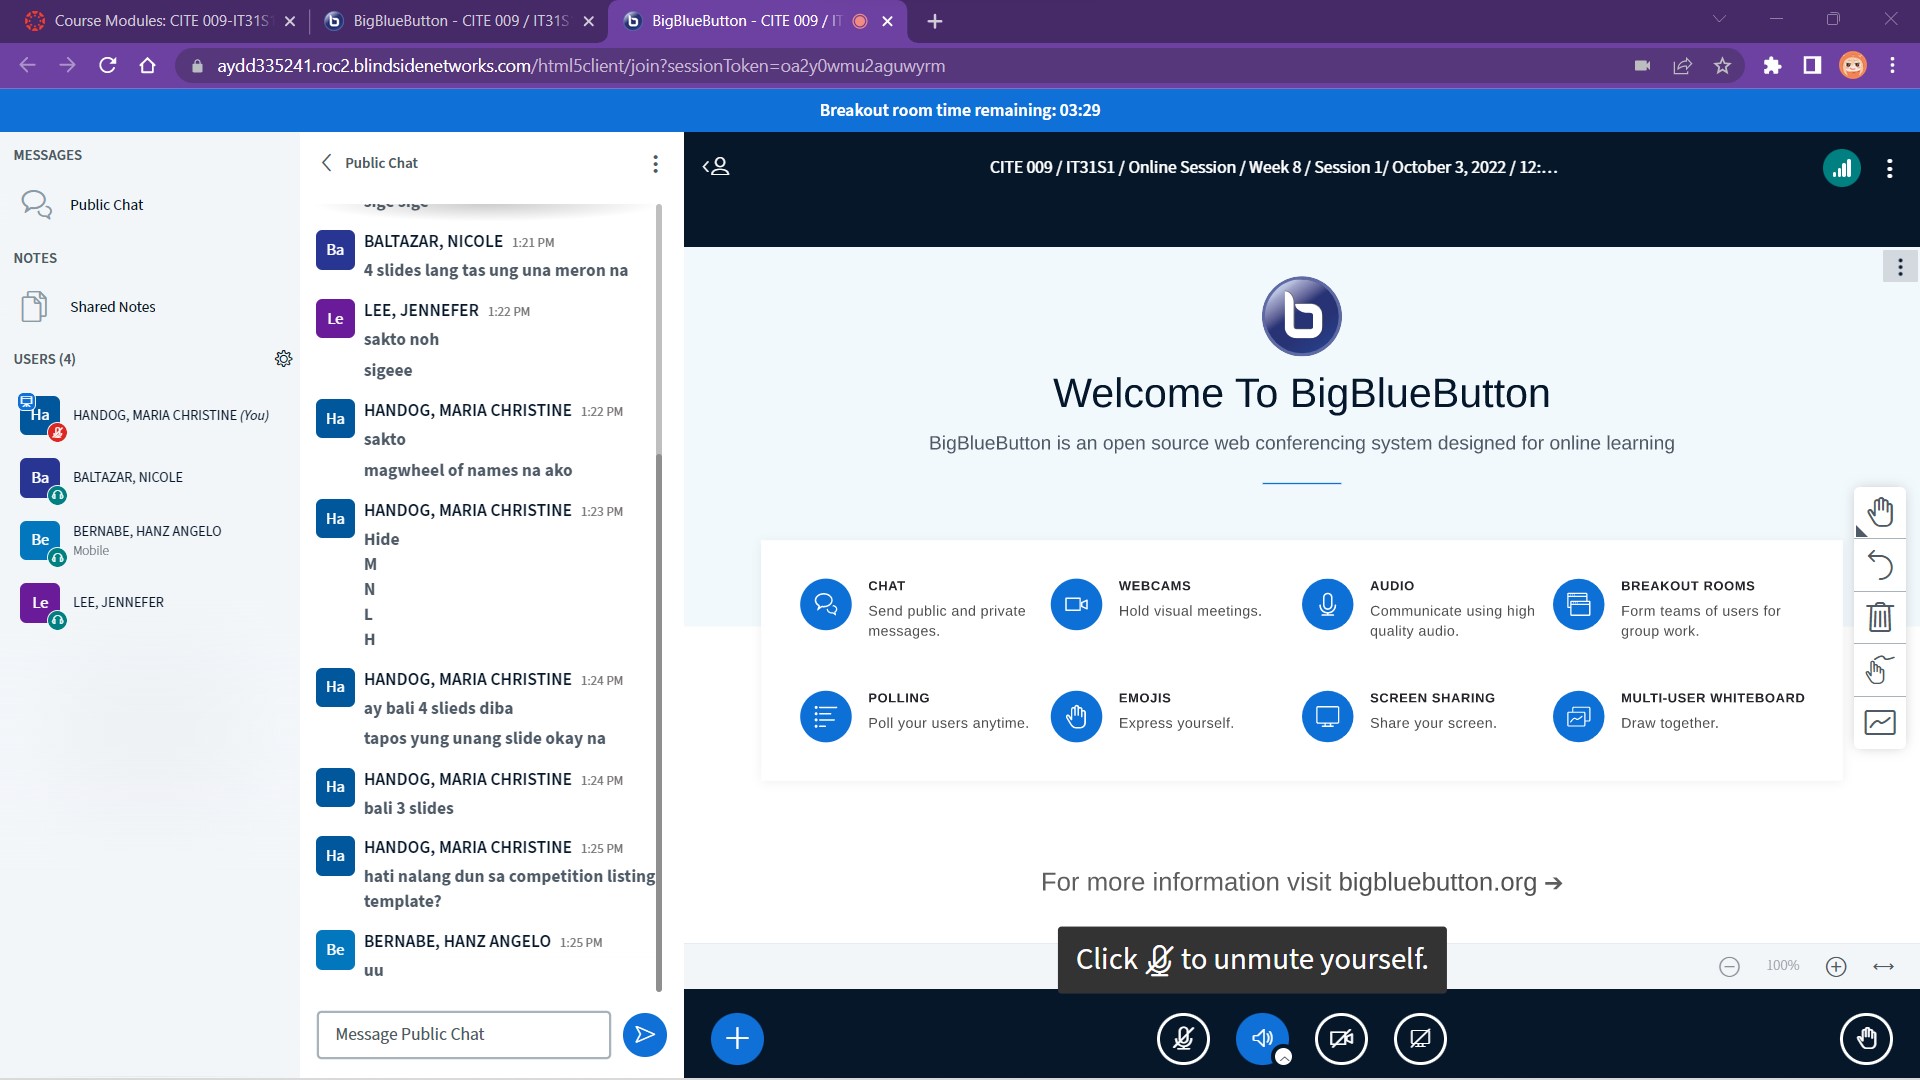 Course Modules: CITE 009-IT31S
BigBlueButton - CITE 009 / IT31S
BigBlueButton - CITE 009 / IT
aydd335241.roc2.blindsidenetworks.com/html5client/join?sessionToken=oa2y0wmu2aguwyrm
Breakout room time remaining: 03:29
MESSAGES
Public Chat
NOTES
Shared Notes
USERS (4)
Ha
HANDOG, MARIA CHRISTINE (You)
Ba
BALTAZAR, NICOLE
Be
BERNABE, HANZ ANGELO
Mobile
Le
LEE, JENNEFER
Public Chat
sige sige
Ba
BALTAZAR, NICOLE 1:21 PM
4 slides lang tas ung una meron na
Le
LEE, JENNEFER 1:22 PM
sakto noh
sigeee
Ha
HANDOG, MARIA CHRISTINE 1:22 PM
sakto
magwheel of names na ako
Ha
HANDOG, MARIA CHRISTINE 1:23 PM
Hide
M
N
L
H
Ha
HANDOG, MARIA CHRISTINE 1:24 PM
ay bali 4 slieds diba
tapos yung unang slide okay na
Ha
HANDOG, MARIA CHRISTINE 1:24 PM
bali 3 slides
Ha
HANDOG, MARIA CHRISTINE 1:25 PM
hati nalang dun sa competition listing
template?
Be
BERNABE, HANZ ANGELO 1:25 PM
uu
Message Public Chat
CITE 009 / IT31S1 / Online Session / Week 8 / Session 1/ October 3, 2022 / 12:...
b
Welcome To BigBlueButton
BigBlueButton is an open source web conferencing system designed for online learning
CHAT
Send public and private
messages.
WEBCAMS
Hold visual meetings.
AUDIO
Communicate using high
quality audio.
BREAKOUT ROOMS
Form teams of users for
group work.
POLLING
Poll your users anytime.
EMOJIS
Express yourself.
SCREEN SHARING
Share your screen.
MULTI-USER WHITEBOARD
Draw together.
For more information visit bigbluebutton.org →
Click to unmute yourself.
100%